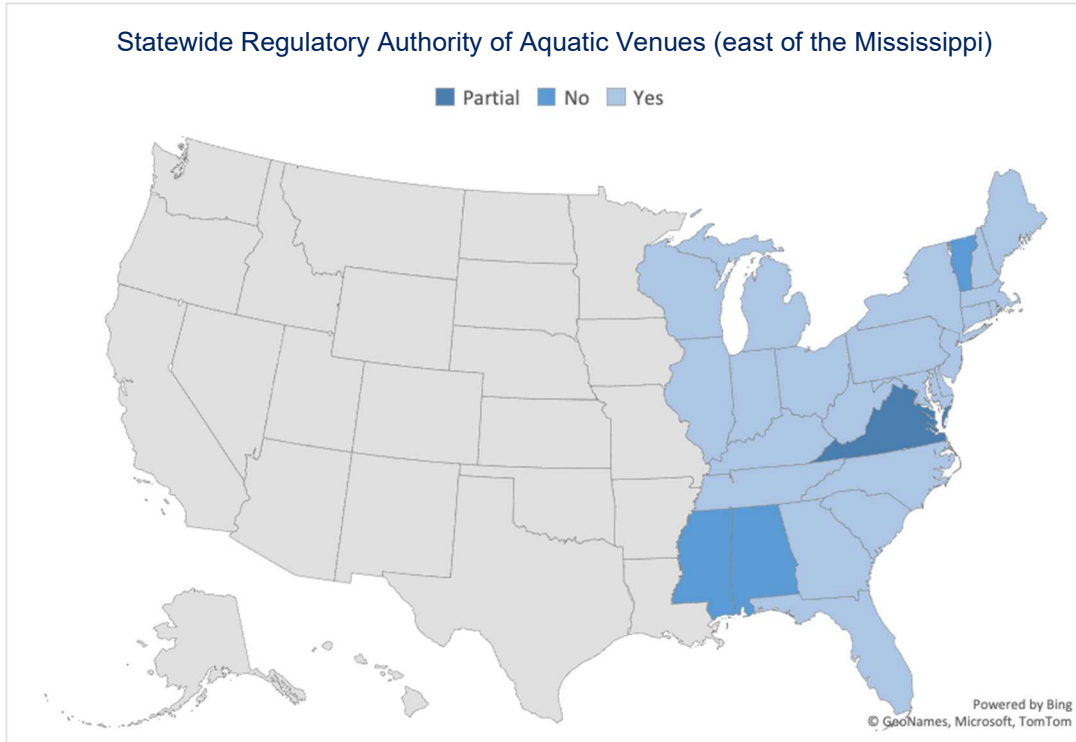 Statewide Regulatory Authority of Aquatic Venues (east of the Mississippi)
Partial No Yes
Powered by Bing
© GeoNames, Microsoft, TomTom